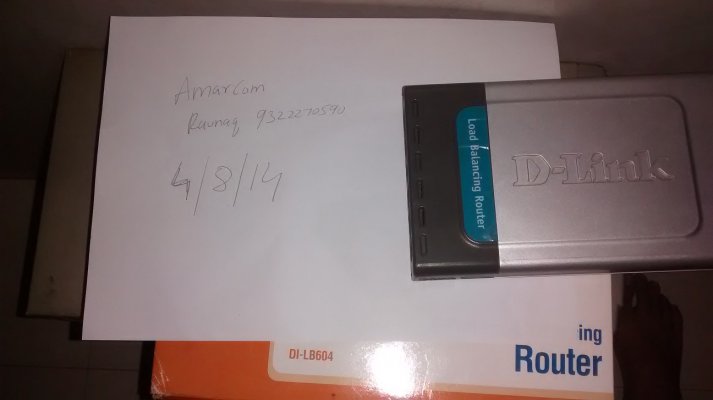 Amarcom
Raunaq 9322270590
4/8/14
Load Balancing Router
D-Link
DI-LB604
ing
Router